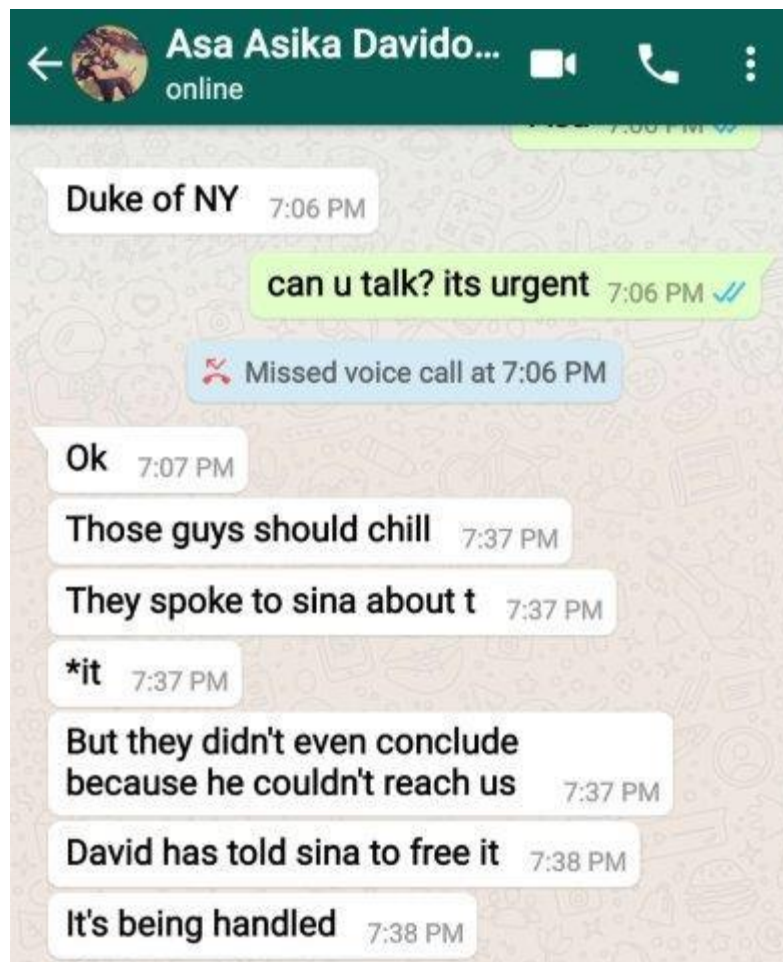 Asa Asika Davido...
online
7:06 PM
Duke of NY 7:06 PM
can u talk? its urgent 7:06 PM
Missed voice call at 7:06 PM
Ok 7:07 PM
Those guys should chill 7:37 PM
They spoke to sina about t 7:37 PM
*it 7:37 PM
But they didn't even conclude
because he couldn't reach us 7:37 PM
David has told sina to free it 7:38 PM
It's being handled 7:38 PM